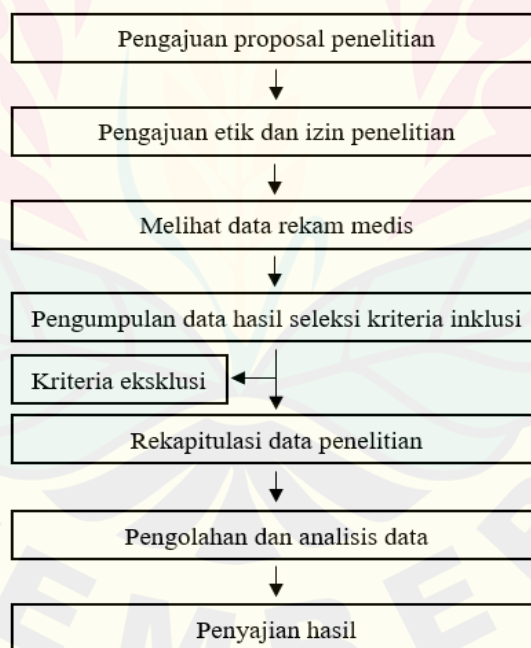 Pengajuan proposal penelitian
Pengajuan etik dan izin penelitian
Melihat data rekam medis
Pengumpulan data hasil seleksi kriteria inklusi
Kriteria eksklusi
Rekapitulasi data penelitian
Pengolahan dan analisis data
Penyajian hasil